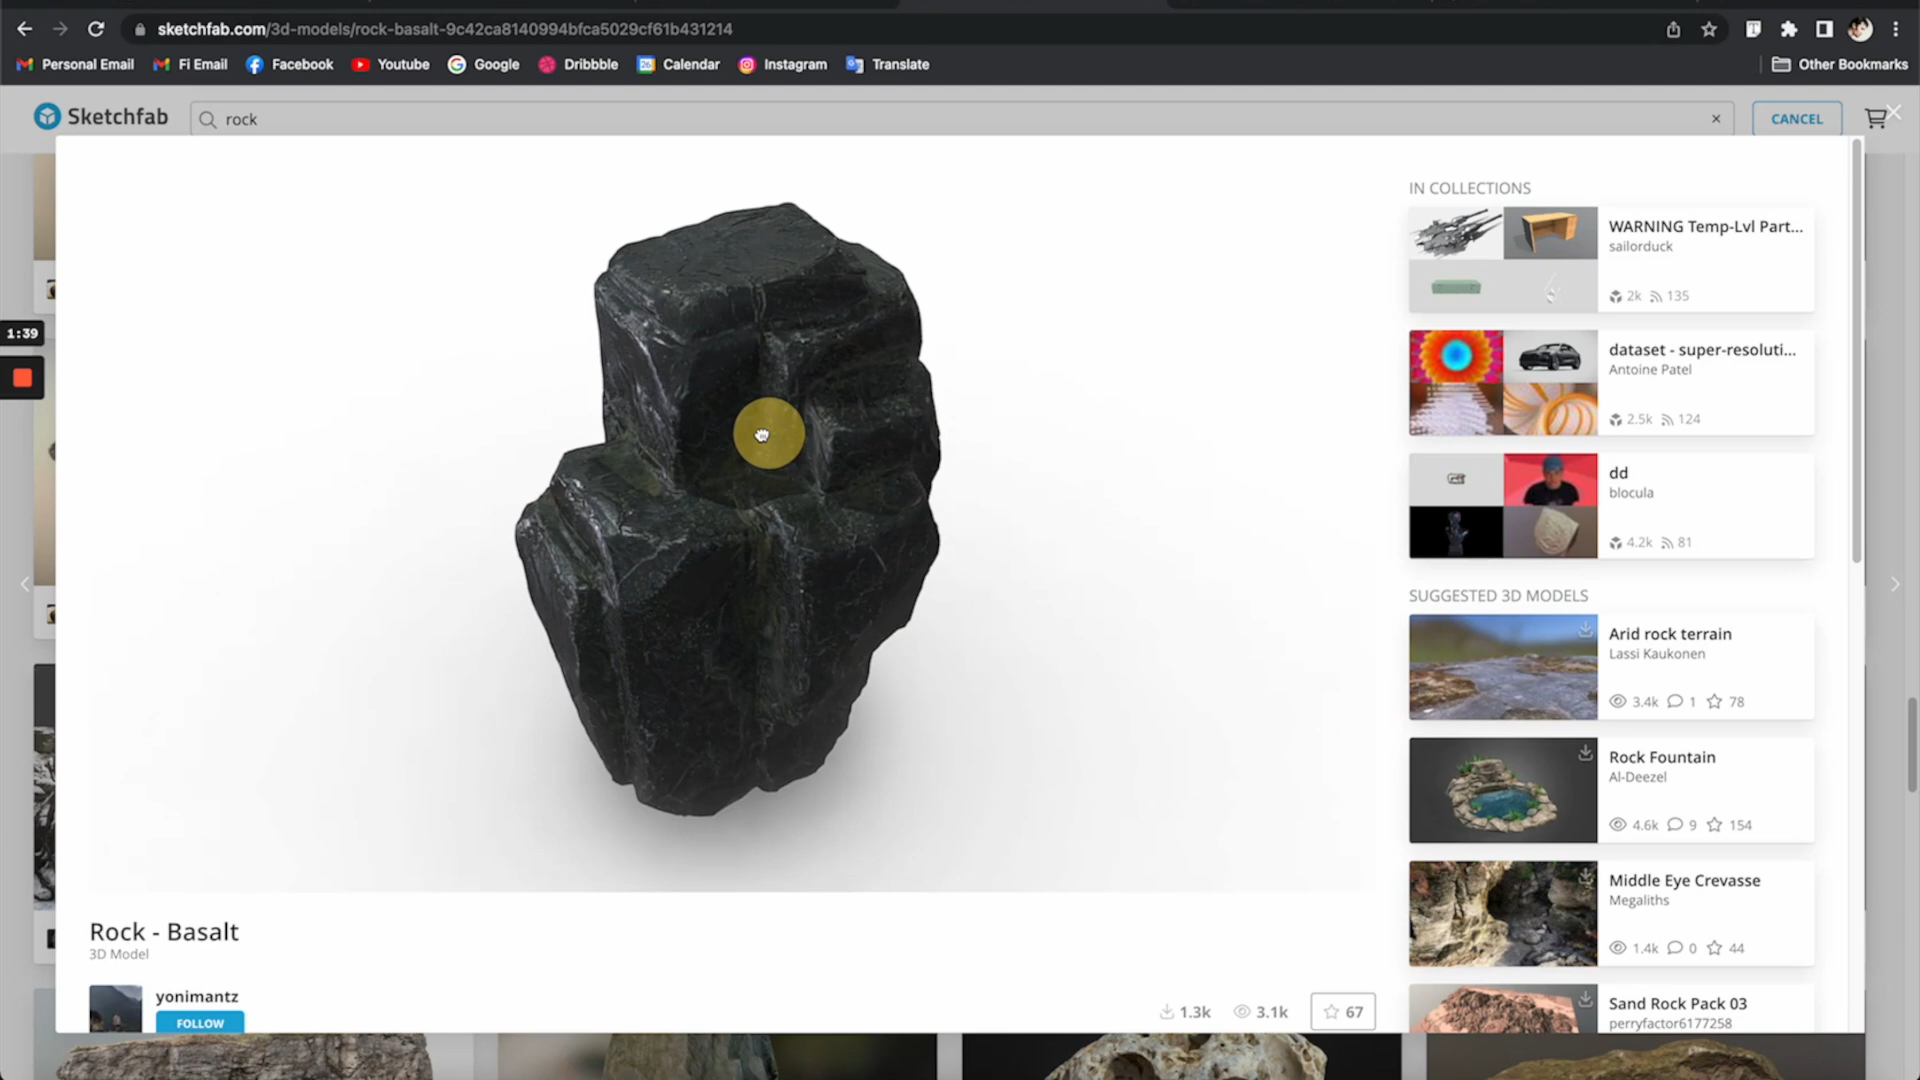 sketchfab.com/3d-models/rock-basalt-9c42ca8140994bfca5029cf61b431214
Personal Email
Fi Email
Facebook
Youtube
Google
Dribbble
Calendar
Instagram
Translate
Other Bookmarks
Sketchfab
rock
CANCEL
1:39
IN COLLECTIONS
WARNING Temp-Lvl Part...
sailorduck
2k 135
dataset - super-resoluti...
Antoine Patel
2.5k 124
dd
blocula
4.2k 81
SUGGESTED 3D MODELS
Arid rock terrain
Lassi Kaukonen
3.4k 1 78
Rock Fountain
Al-Deezel
4.6k 9 154
Middle Eye Crevasse
Megaliths
1.4k 0 44
Sand Rock Pack 03
perryfactor6177258
Rock - Basalt
3D Model
yonimantz
FOLLOW
1.3k 3.1k 67